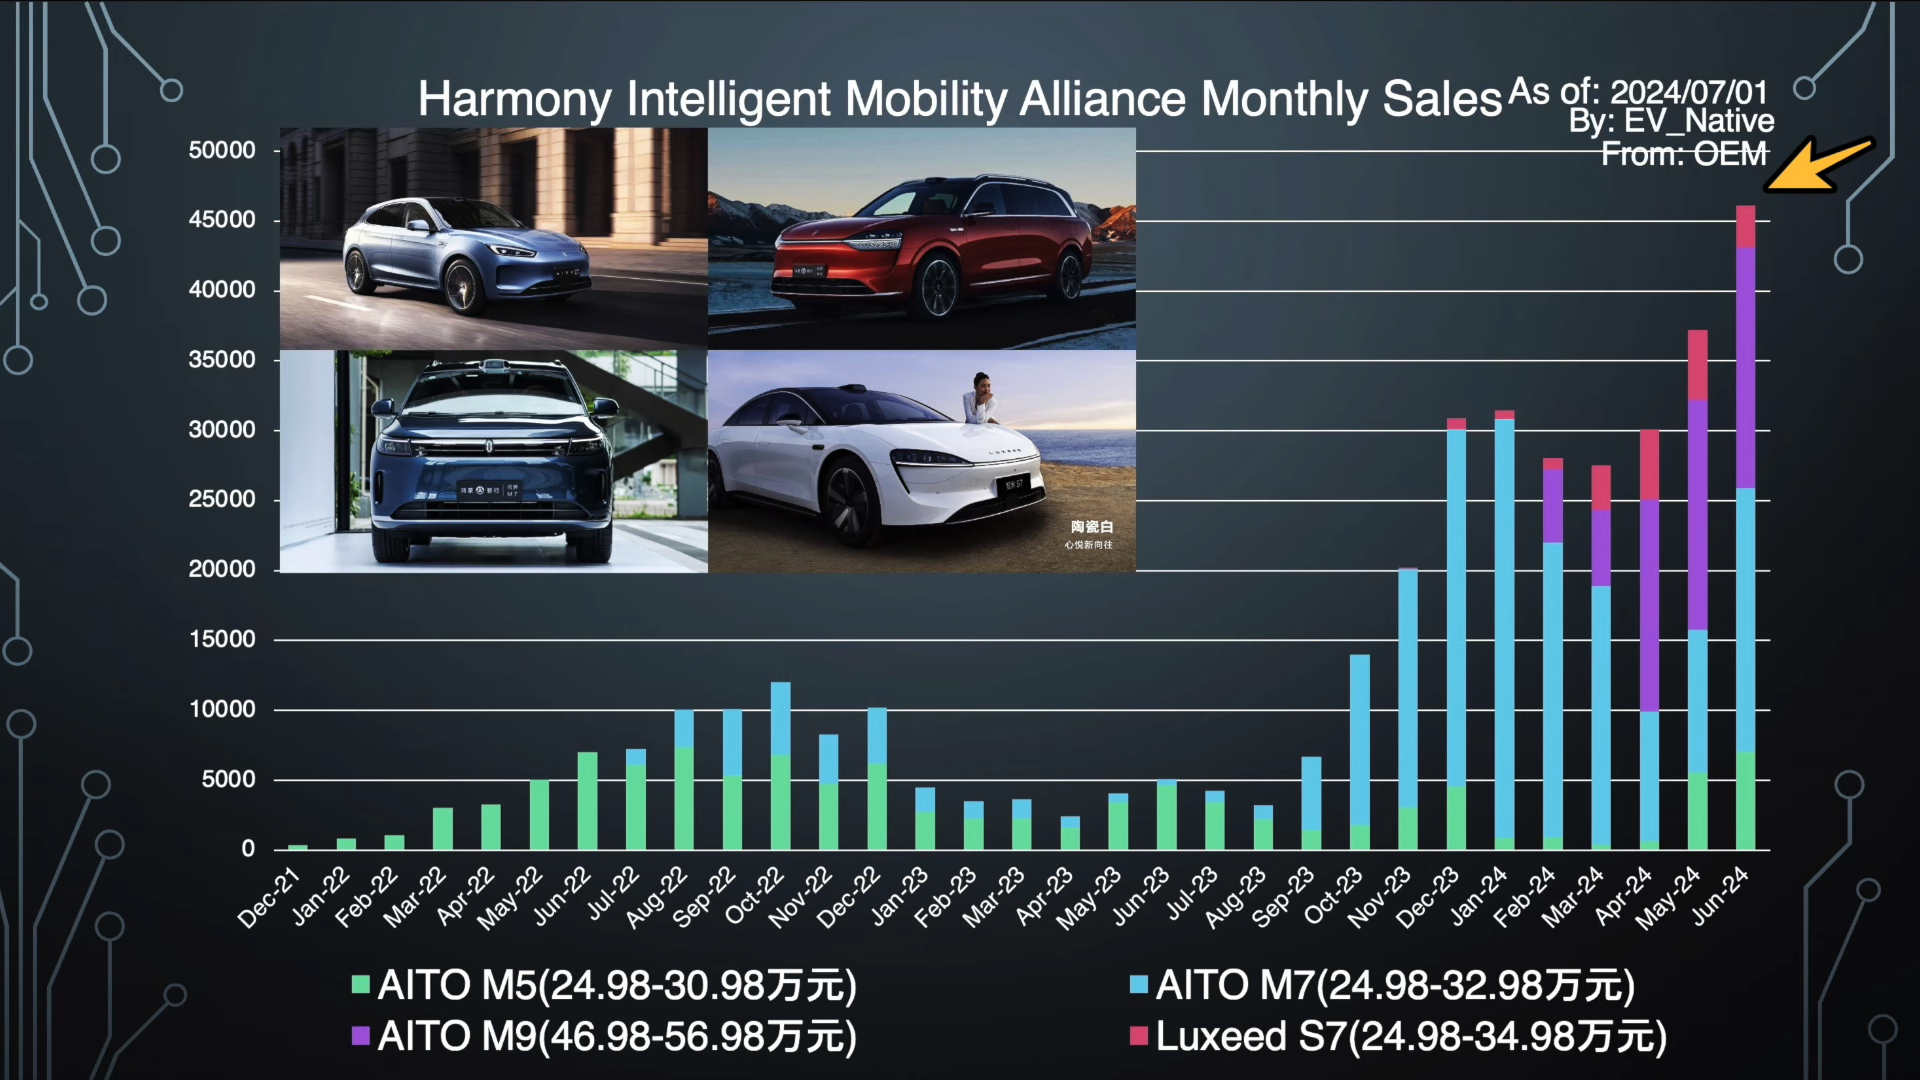 Harmony Intelligent Mobility Alliance Monthly Sales
As of: 2024/07/01
By: EV_Native
From: OEM
50000
45000
40000
35000
30000
25000
20000
15000
10000
5000
0
陶瓷白
心悦新向往
LUXEED
Dec-21
Jan-22
Feb-22
Mar-22
Apr-22
May-22
Jun-22
Jul-22
Aug-22
Sep-22
Oct-22
Nov-22
Dec-22
Jan-23
Feb-23
Mar-23
Apr-23
May-23
Jun-23
Jul-23
Aug-23
Sep-23
Oct-23
Nov-23
Dec-23
Jan-24
Feb-24
Mar-24
Apr-24
May-24
Jun-24
AITO M5(24.98-30.98万元)
AITO M7(24.98-32.98万元)
AITO M9(46.98-56.98万元)
Luxeed S7(24.98-34.98万元)